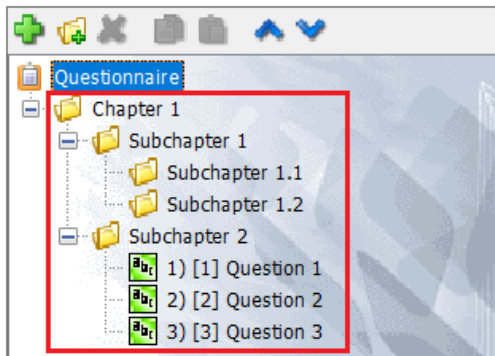 Questionnaire
Chapter 1
Subchapter 1
Subchapter 1.1
Subchapter 1.2
Subchapter 2
1) [1] Question 1
2) [2] Question 2
3) [3] Question 3